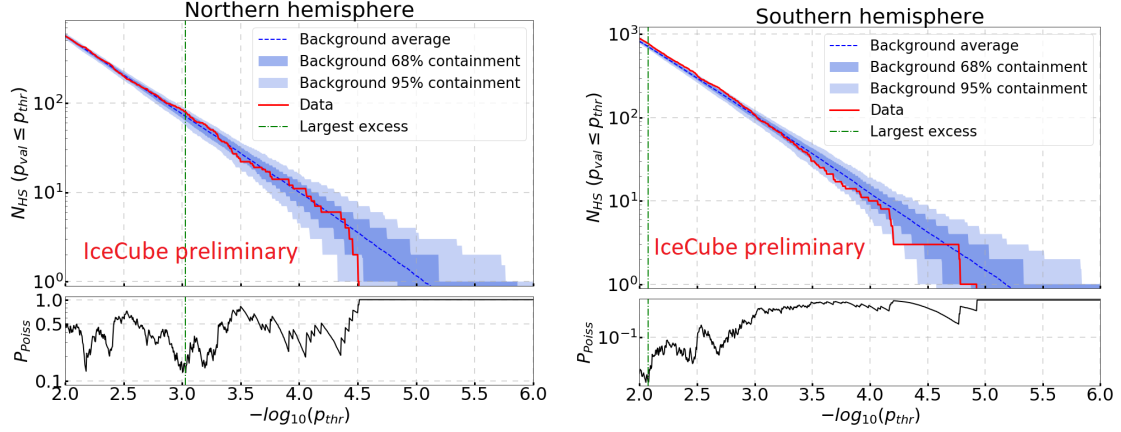 Northern hemisphere
N_HS (p_val ≤ p_thr)
10²
10¹
10⁰
Background average
Background 68% containment
Background 95% containment
Data
Largest excess
IceCube preliminary
P_Poiss
1.0
0.5
0.1
2.0 2.5 3.0 3.5 4.0 4.5 5.0 5.5 6.0
−log₁₀(p_thr)
Southern hemisphere
N_HS (p_val ≤ p_thr)
10³
10²
10¹
10⁰
Background average
Background 68% containment
Background 95% containment
Data
Largest excess
IceCube preliminary
P_Poiss
10⁻¹
2.0 2.5 3.0 3.5 4.0 4.5 5.0 5.5 6.0
−log₁₀(p_thr)